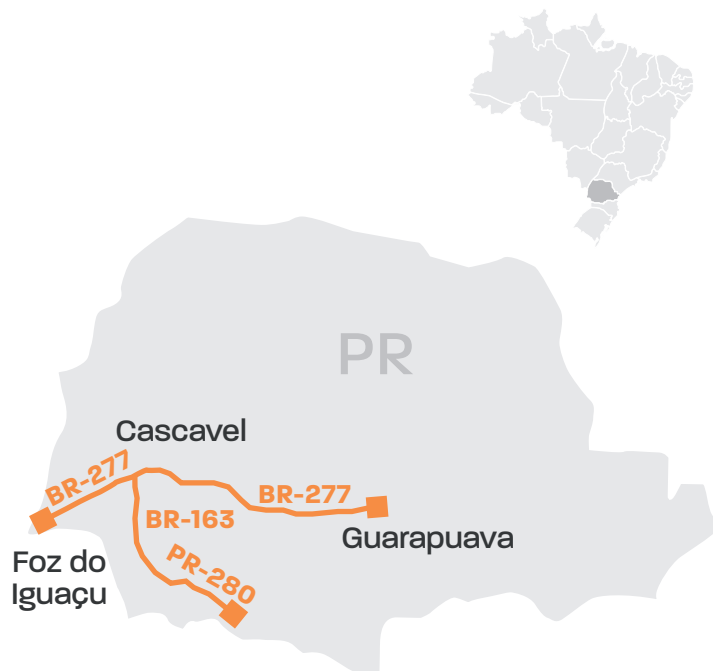 PR
Cascavel
BR-277
BR-277
BR-163
Guarapuava
Foz do
Iguaçu
PR-280